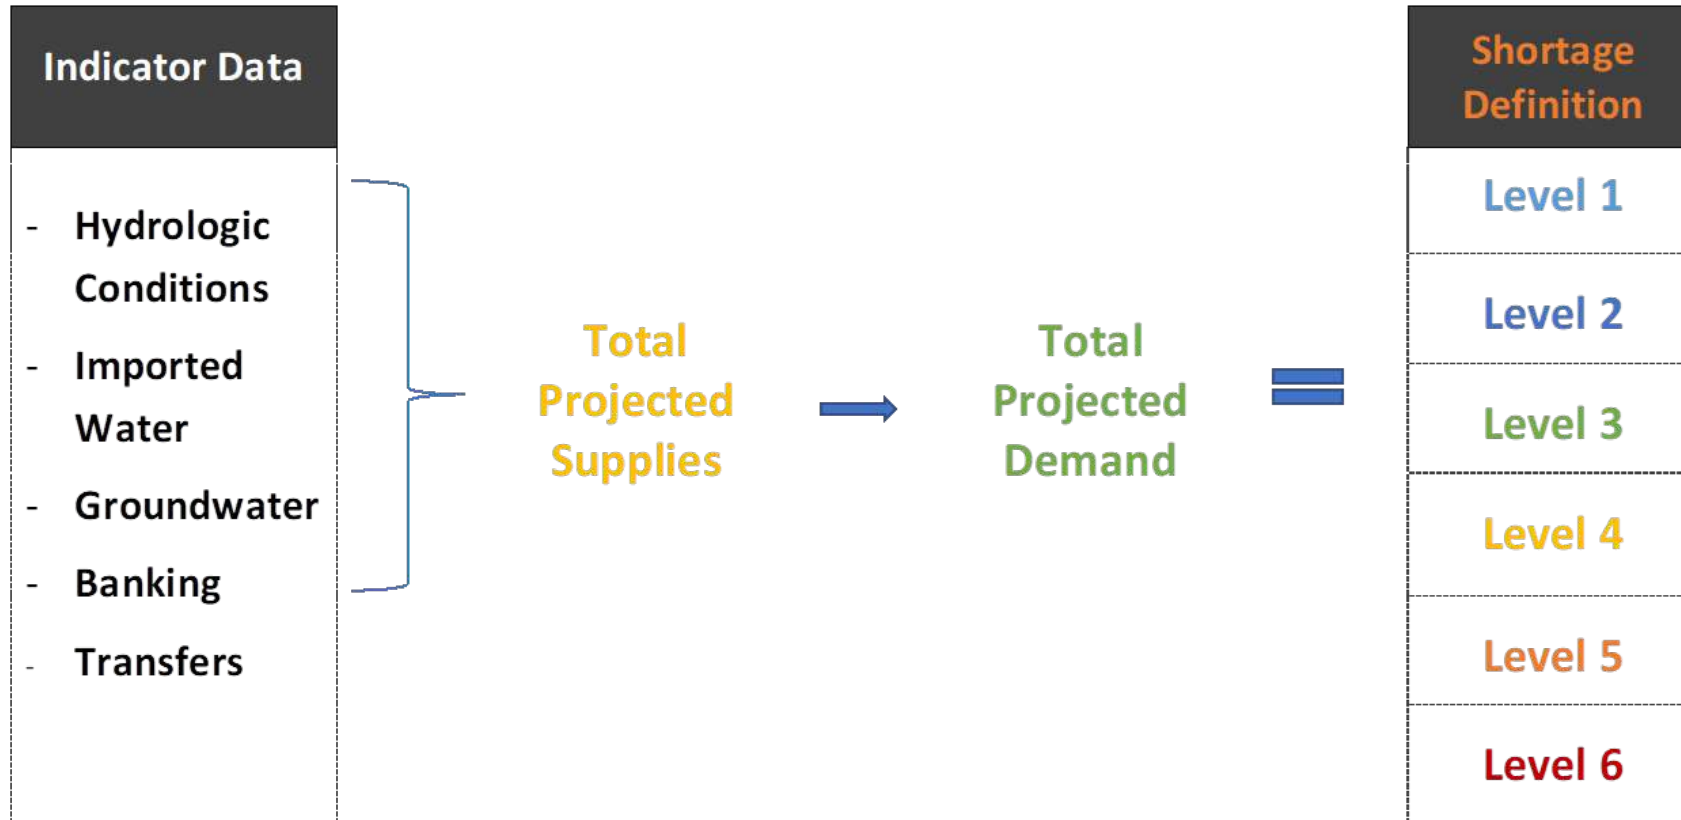 Indicator Data
- Hydrologic
Conditions
- Imported
Water
- Groundwater
- Banking
- Transfers
Total
Projected
Supplies
Total
Projected
Demand
Shortage
Definition
Level 1
Level 2
Level 3
Level 4
Level 5
Level 6